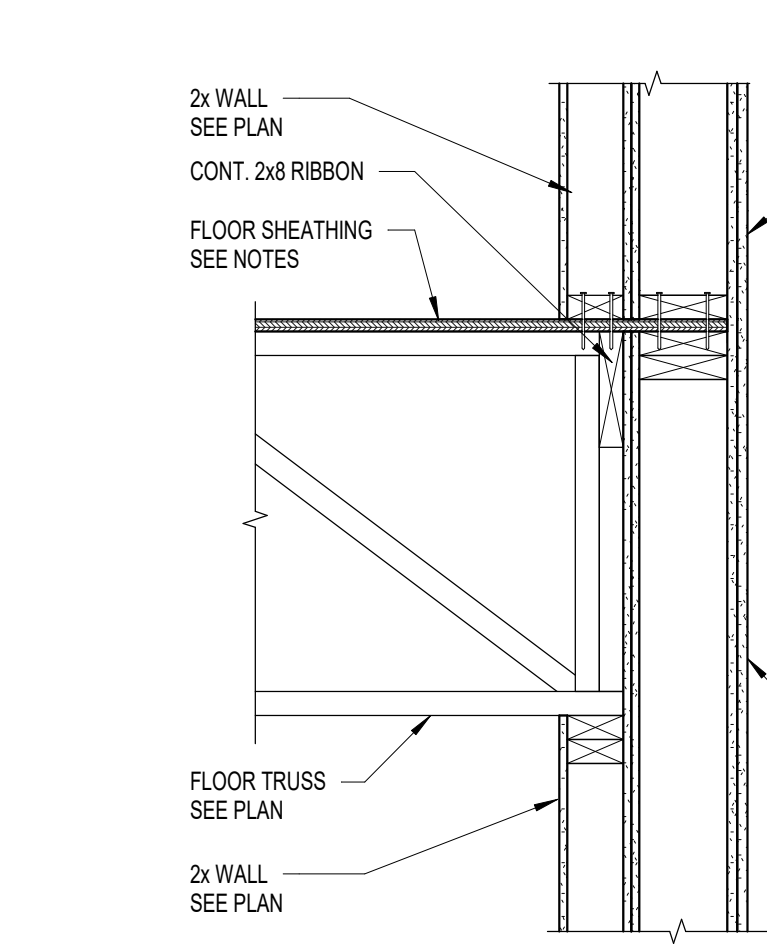 2x WALL
SEE PLAN
CONT. 2x8 RIBBON
FLOOR SHEATHING
SEE NOTES
FLOOR TRUSS
SEE PLAN
2x WALL
SEE PLAN